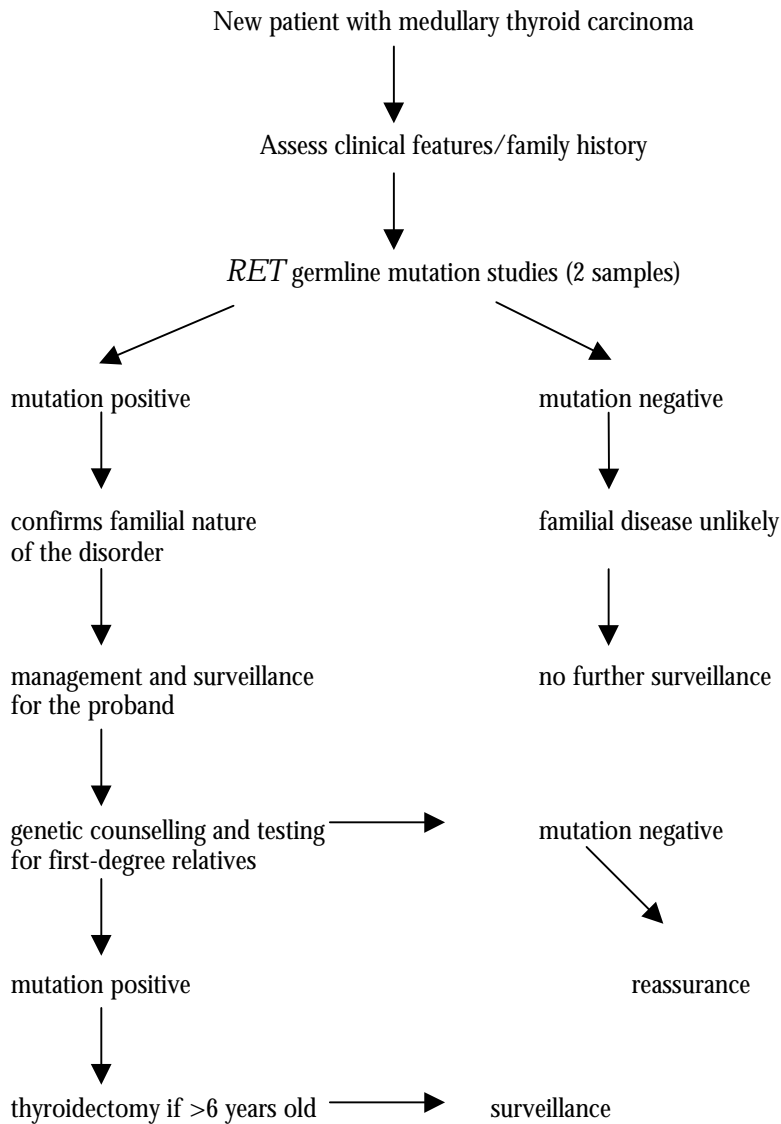 New patient with medullary thyroid carcinoma
Assess clinical features/family history
RET germline mutation studies (2 samples)
mutation positive
mutation negative
confirms familial nature
of the disorder
familial disease unlikely
management and surveillance
for the proband
no further surveillance
genetic counselling and testing
for first-degree relatives
mutation negative
mutation positive
reassurance
thyroidectomy if >6 years old
surveillance